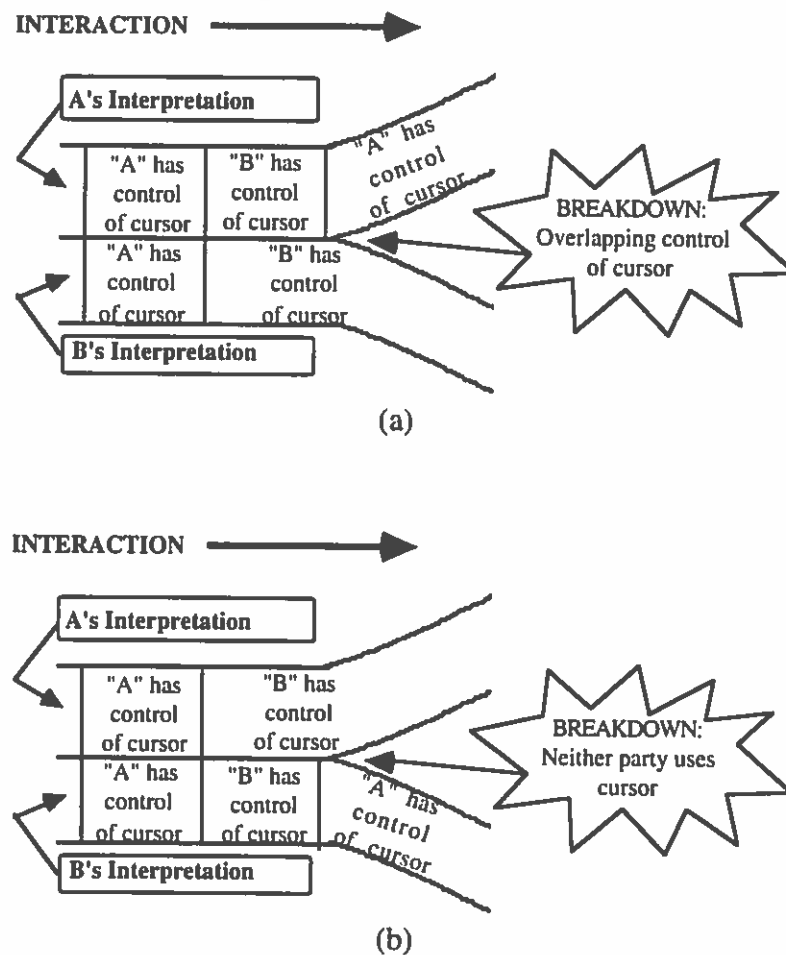 INTERACTION
A's Interpretation
"A" has
control
of cursor
"B" has
control
of cursor
"A" has
control
of cursor
BREAKDOWN:
Overlapping control
of cursor
"A" has
control
of cursor
"B" has
control
of cursor
B's Interpretation
(a)
INTERACTION
A's Interpretation
"A" has
control
of cursor
"B" has
control
of cursor
BREAKDOWN:
Neither party uses
cursor
"A" has
control
of cursor
"B" has
control
of cursor
"A" has
control
of cursor
B's Interpretation
(b)